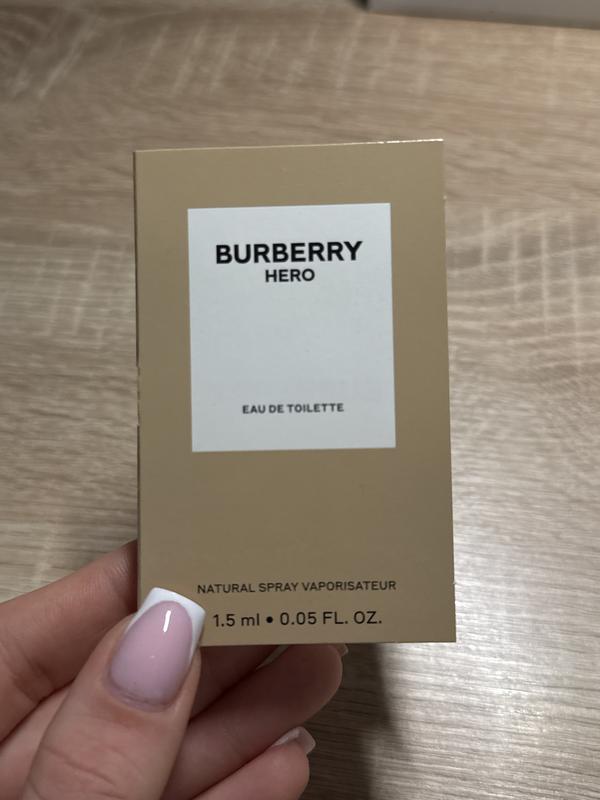 BURBERRY
HERO
EAU DE TOILETTE
NATURAL SPRAY VAPORISATEUR
1.5 ml • 0.05 FL. OZ.